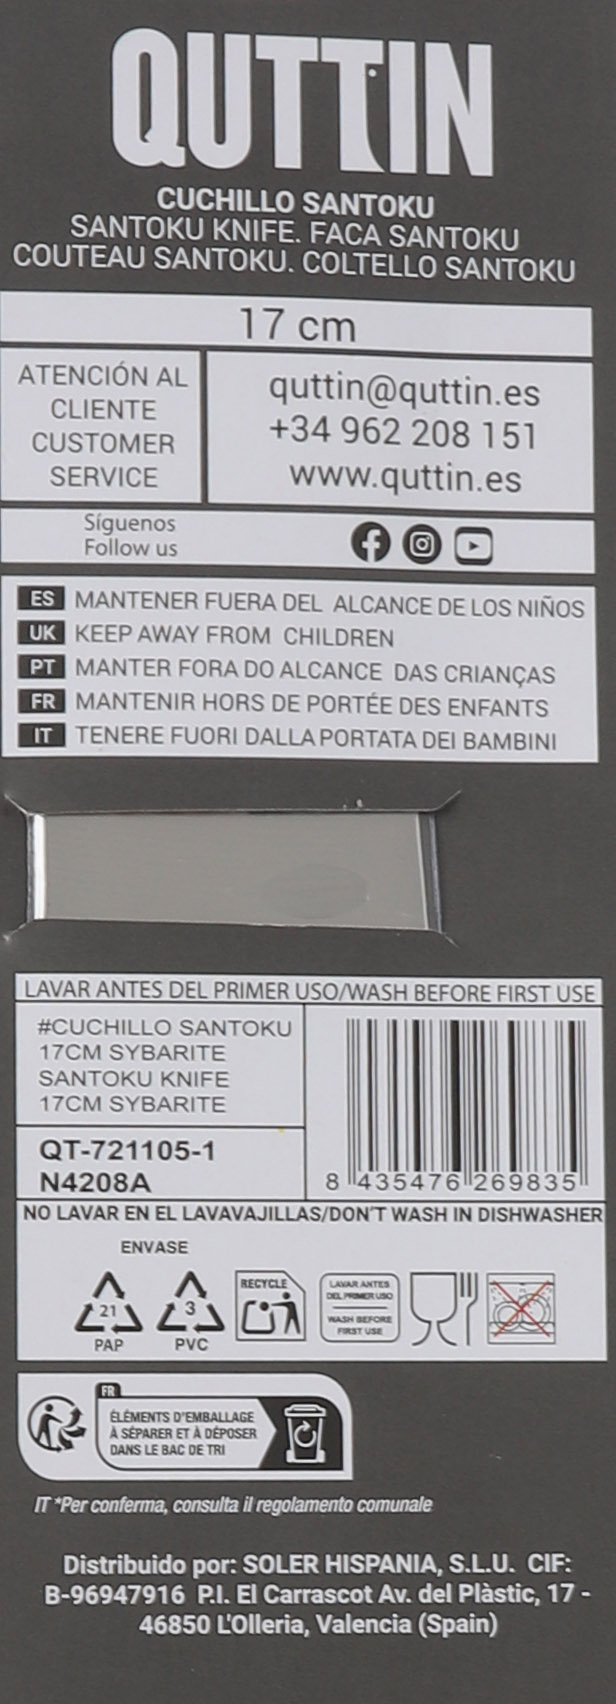 QUTTIN
CUCHILLO SANTOKU
SANTOKU KNIFE. FACA SANTOKU
COUTEAU SANTOKU. COLTELLO SANTOKU
17 cm
ATENCIÓN AL
CLIENTE
CUSTOMER
SERVICE
quttin@quttin.es
+34 962 208 151
www.quttin.es
Síguenos
Follow us
ES MANTENER FUERA DEL ALCANCE DE LOS NIÑOS
UK KEEP AWAY FROM CHILDREN
PT MANTER FORA DO ALCANCE DAS CRIANÇAS
FR MANTENIR HORS DE PORTÉE DES ENFANTS
IT TENERE FUORI DALLA PORTATA DEI BAMBINI
LAVAR ANTES DEL PRIMER USO/WASH BEFORE FIRST USE
#CUCHILLO SANTOKU
17CM SYBARITE
SANTOKU KNIFE
17CM SYBARITE
QT-721105-1
N4208A
8 435476 269835
NO LAVAR EN EL LAVAVAJILLAS/DON'T WASH IN DISHWASHER
ENVASE
21
PAP
3
PVC
RECYCLE
LAVAR ANTES
DEL PRIMER USO
WASH BEFORE
FIRST USE
FR
ÉLÉMENTS D'EMBALLAGE
À SÉPARER ET À DÉPOSER
DANS LE BAC DE TRI
IT *Per conferma, consulta il regolamento comunale
Distribuido por: SOLER HISPANIA, S.L.U. CIF:
B-96947916 P.I. El Carrascot Av. del Plàstic, 17 -
46850 L'Olleria, Valencia (Spain)